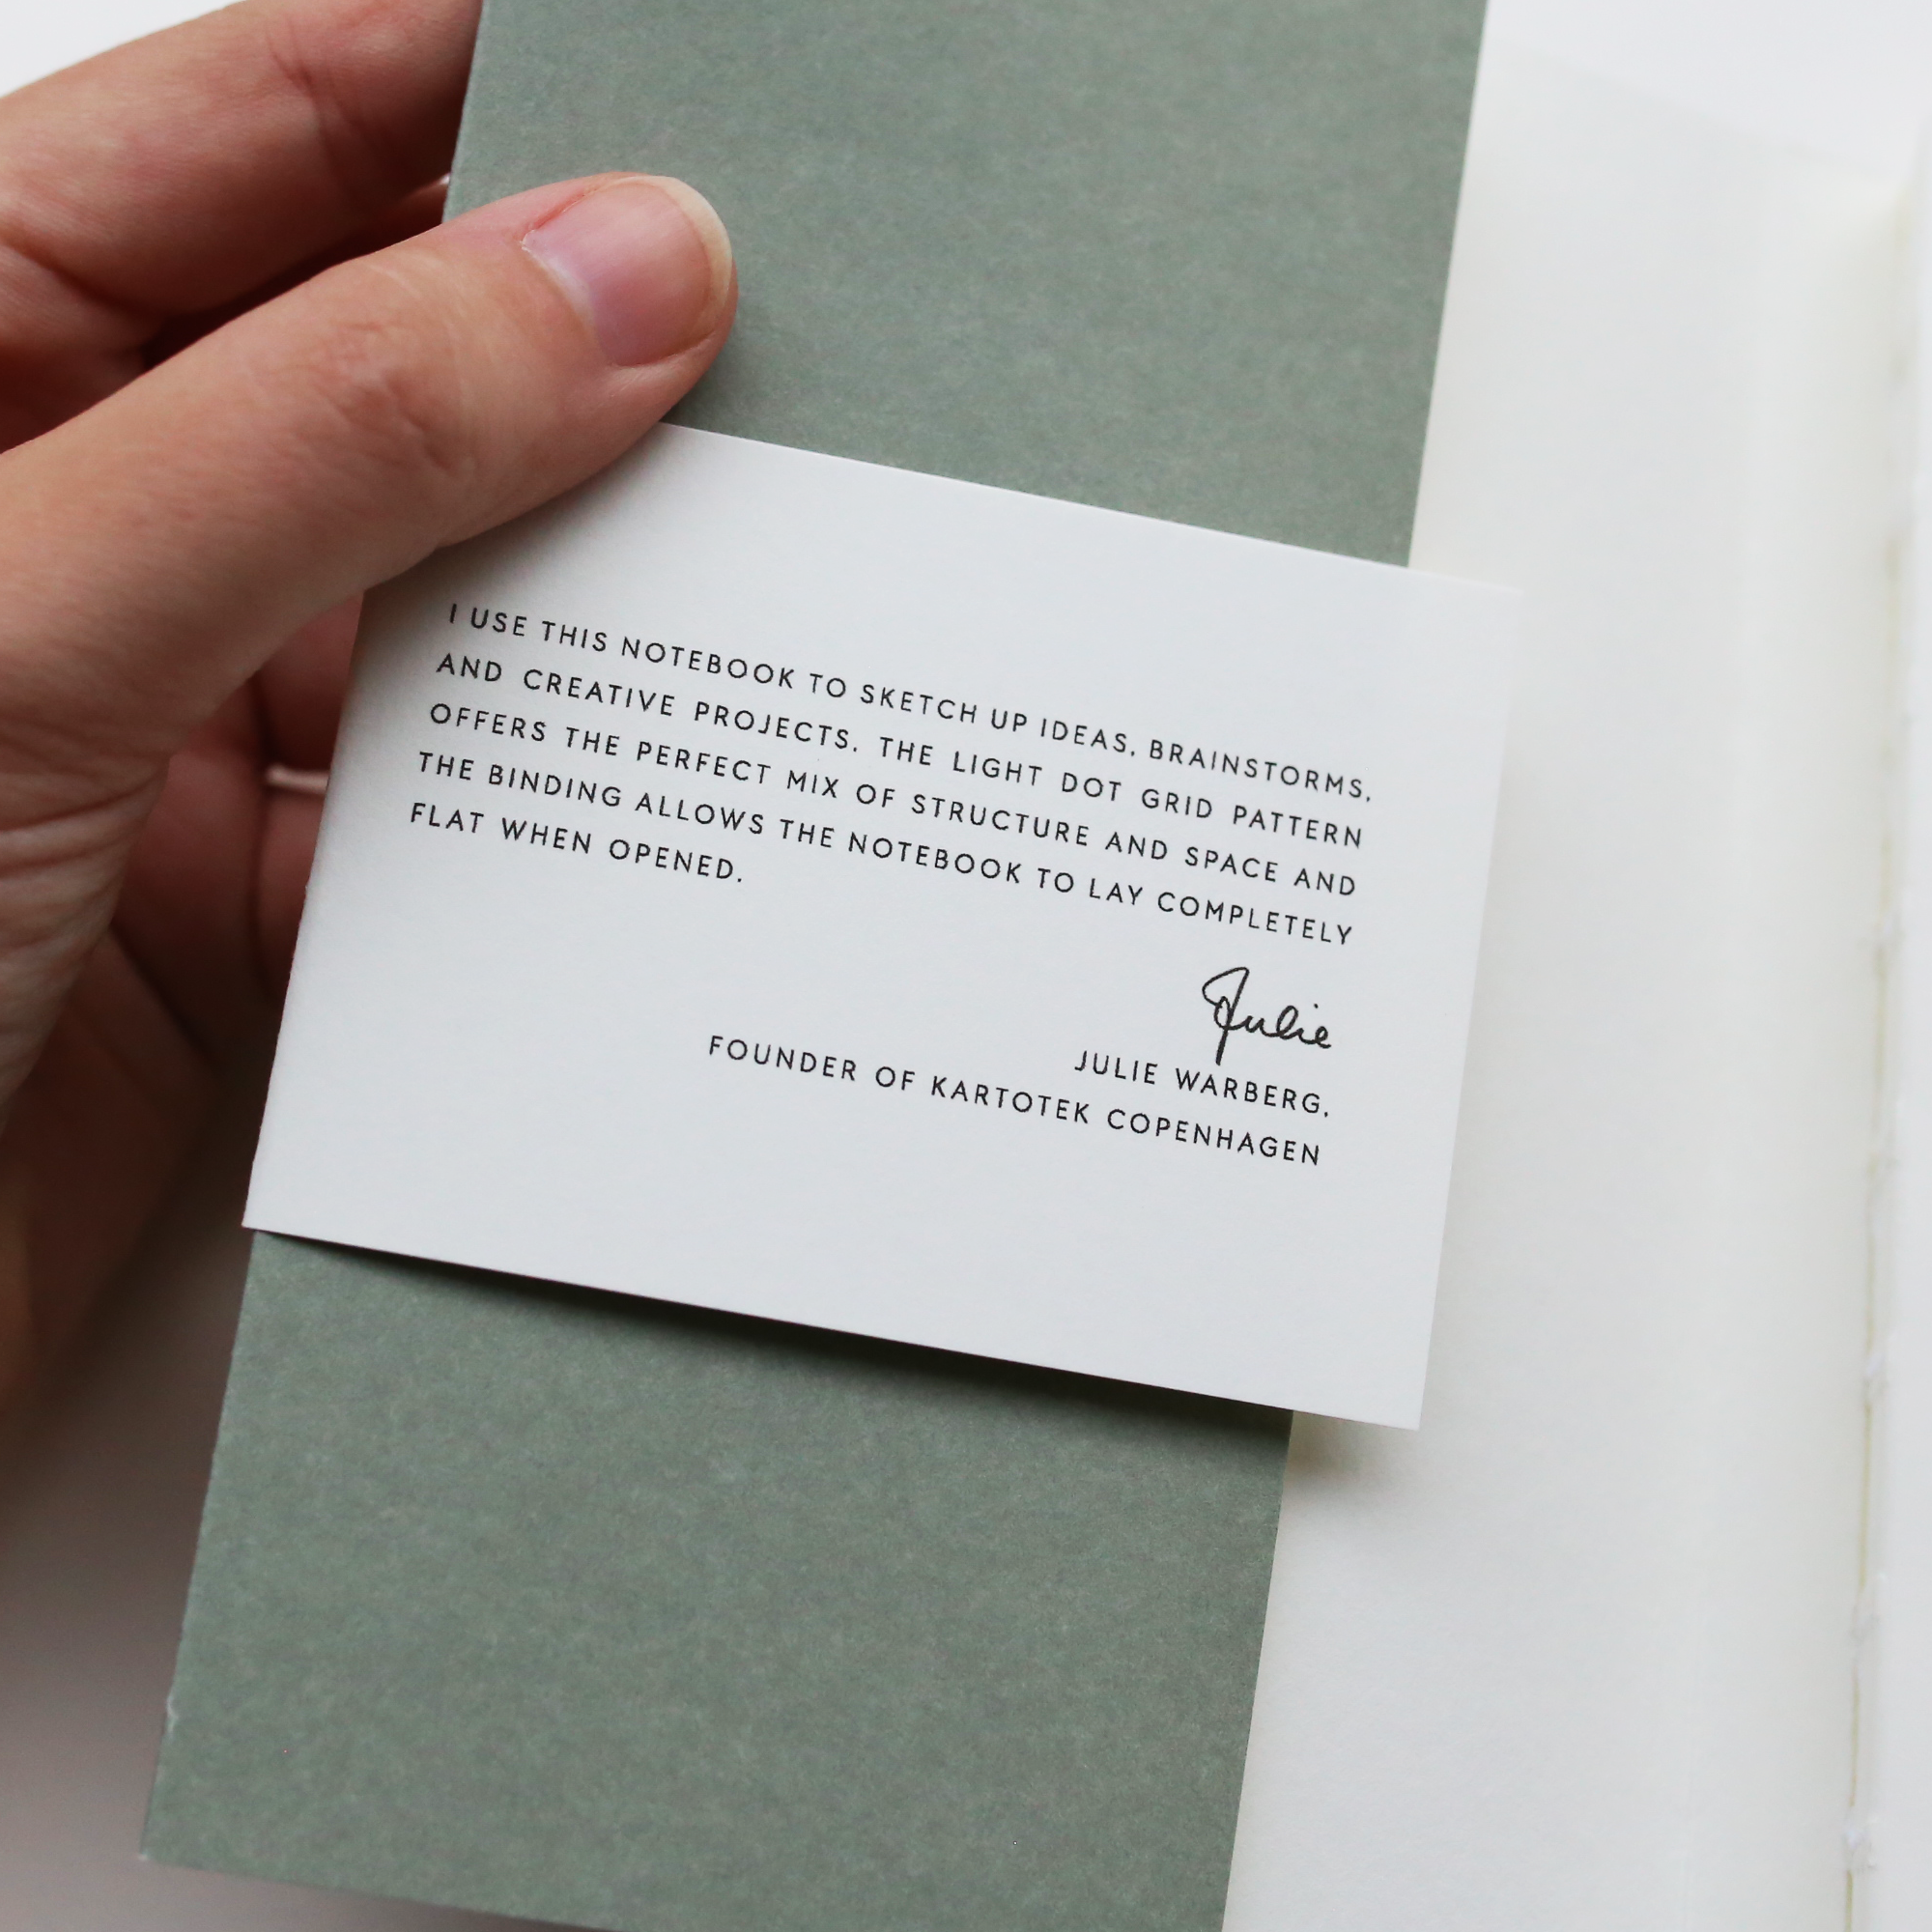 I USE THIS NOTEBOOK TO SKETCH UP IDEAS, BRAINSTORMS,
AND CREATIVE PROJECTS. THE LIGHT DOT GRID PATTERN
OFFERS THE PERFECT MIX OF STRUCTURE AND SPACE AND
THE BINDING ALLOWS THE NOTEBOOK TO LAY COMPLETELY
FLAT WHEN OPENED.
Julie
JULIE WARBERG,
FOUNDER OF KARTOTEK COPENHAGEN